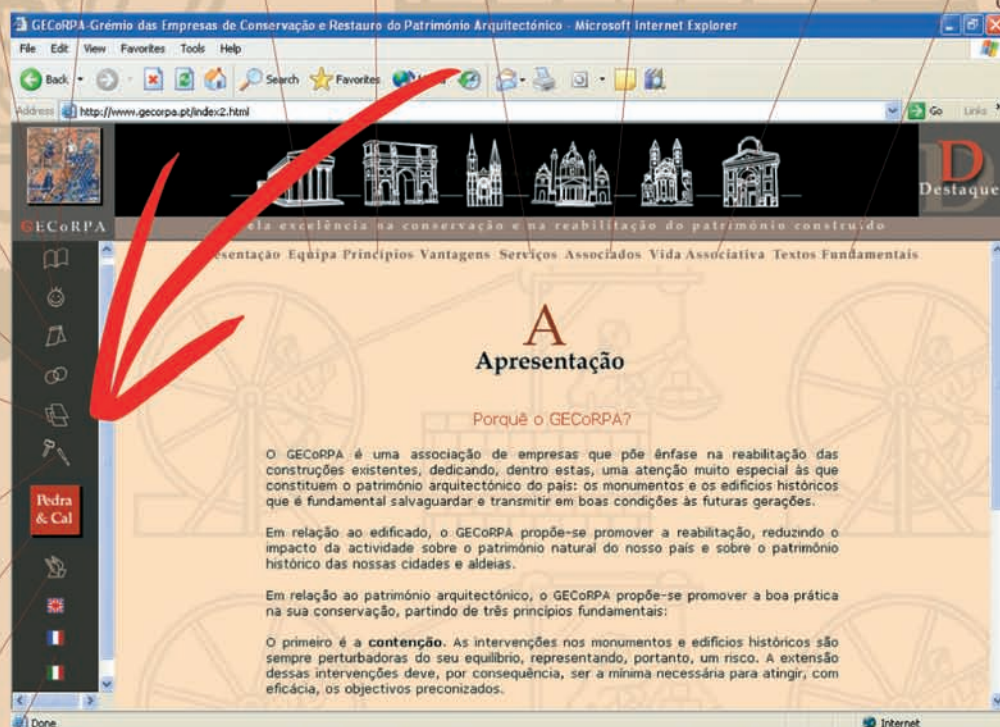 GECoRPA-Grémio das Empresas de Conservação e Restauro do Património Arquitectónico - Microsoft Internet Explorer
File Edit View Favorites Tools Help
Back Search Favorites
Address http://www.gecorpa.pt/index2.html Go Links
D
Destaque
GECoRPA
excelência na conservação e na reabilitação do património construído
Equipa Princípios Vantagens Serviços Associados Vida Associativa Textos Fundamentais
A
Apresentação
Porquê o GECoRPA?
O GECoRPA é uma associação de empresas que põe ênfase na reabilitação das
construções existentes, dedicando, dentro estas, uma atenção muito especial às que
constituem o património arquitectónico do país: os monumentos e os edifícios históricos
que é fundamental salvaguardar e transmitir em boas condições às futuras gerações.
Em relação ao edificado, o GECoRPA propõe-se promover a reabilitação, reduzindo o
impacto da actividade sobre o património natural do nosso país e sobre o património
histórico das nossas cidades e aldeias.
Em relação ao património arquitectónico, o GECoRPA propõe-se promover a boa prática
na sua conservação, partindo de três princípios fundamentais:
O primeiro é a contenção. As intervenções nos monumentos e edifícios históricos são
sempre perturbadoras do seu equilíbrio, representando, portanto, um risco. A extensão
dessas intervenções deve, por consequência, ser a mínima necessária para atingir, com
eficácia, os objectivos preconizados.
Pedra
& Cal
Done Internet